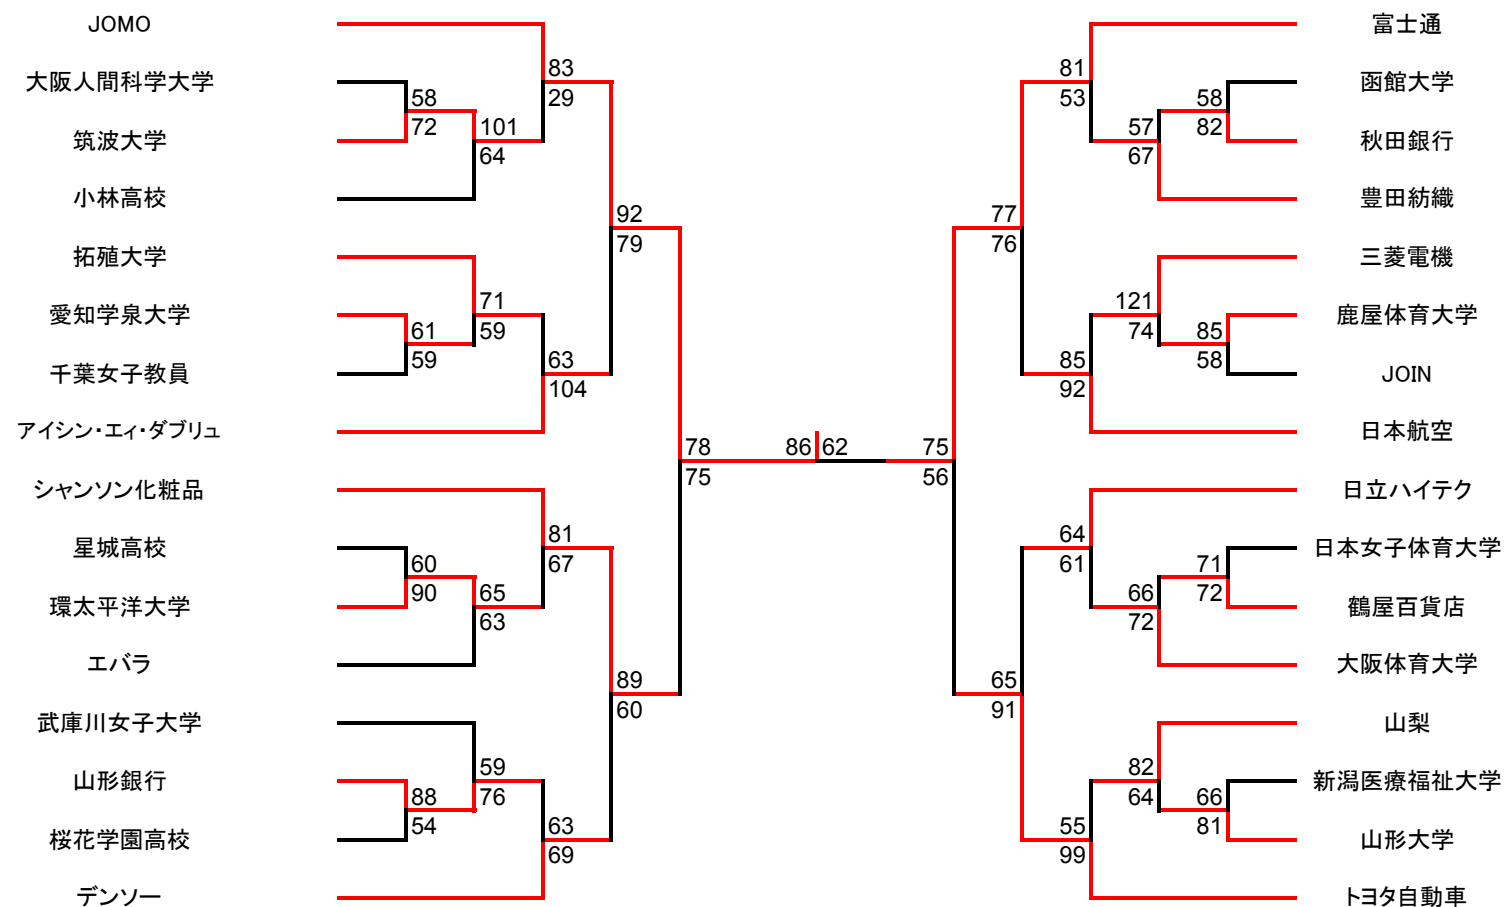 JOMO
富士通
83
81
大阪人間科学大学
函館大学
58
29
53
58
72
101
57
82
筑波大学
秋田銀行
64
67
小林高校
豊田紡織
92
77
79
76
拓殖大学
三菱電機
71
121
愛知学泉大学
鹿屋体育大学
61
59
74
85
59
63
85
58
千葉女子教員
JOIN
104
92
アイシン・エィ・ダブリュ
日本航空
78
86
62
75
75
56
シャンソン化粧品
日立ハイテク
81
64
星城高校
日本女子体育大学
60
67
61
71
90
65
66
72
環太平洋大学
鶴屋百貨店
63
72
エバラ
大阪体育大学
89
65
60
91
武庫川女子大学
山梨
59
82
山形銀行
新潟医療福祉大学
88
76
64
66
54
63
55
81
桜花学園高校
山形大学
69
99
デンソー
トヨタ自動車